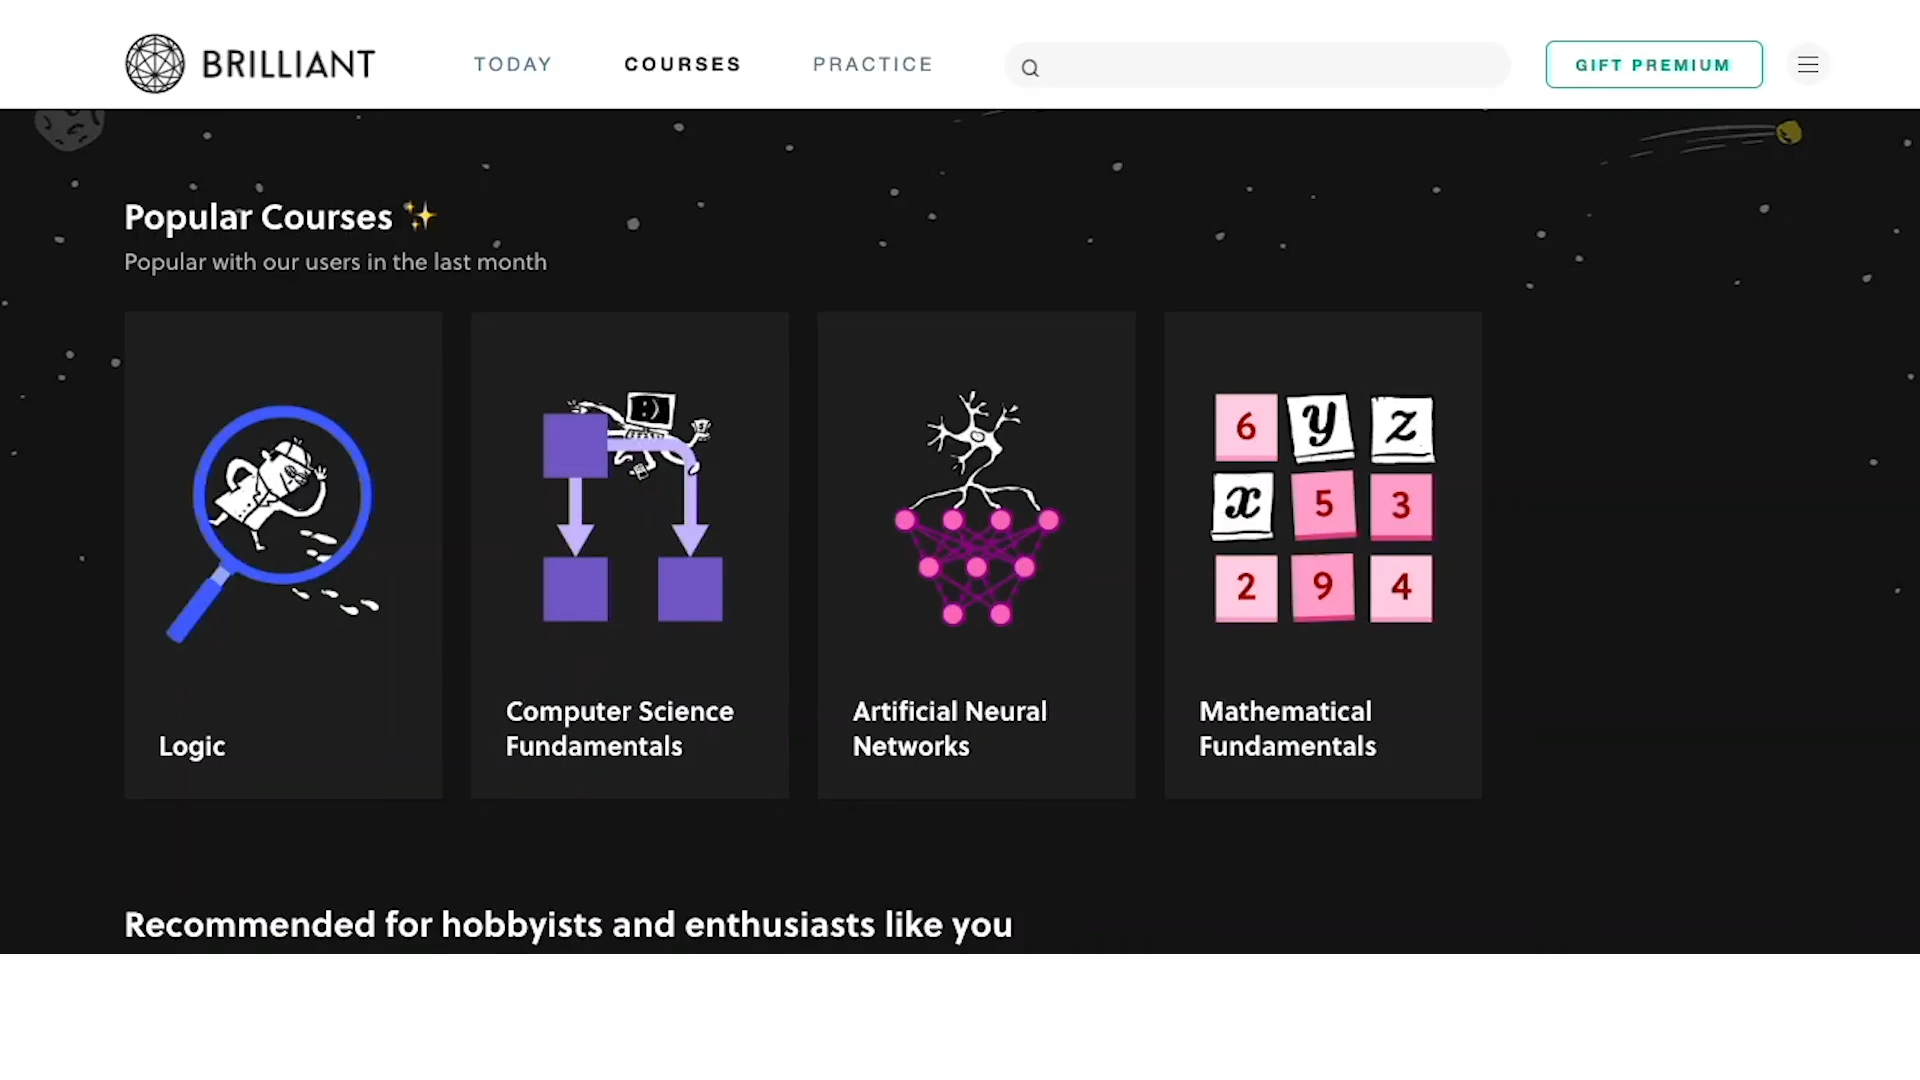 BRILLIANT
TODAY
COURSES
PRACTICE
GIFT PREMIUM
Popular Courses ✨
Popular with our users in the last month
6 y z
x 5 3
2 9 4
Logic
Computer Science
Fundamentals
Artificial Neural
Networks
Mathematical
Fundamentals
Recommended for hobbyists and enthusiasts like you